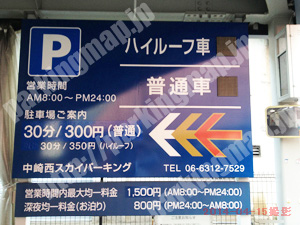 P
ハイルーフ車
普通車
営業時間
AM8:00～PM24:00
駐車場ご案内
30分/300円(普通)
30分/350円(ハイルーフ)
中崎西スカイパーキング
TEL 06-6312-7529
営業時間内最大均一料金 1,500円(AM8:00～PM24:00)
深夜均一料金(お泊り) 800円(PM24:00～AM8:00)